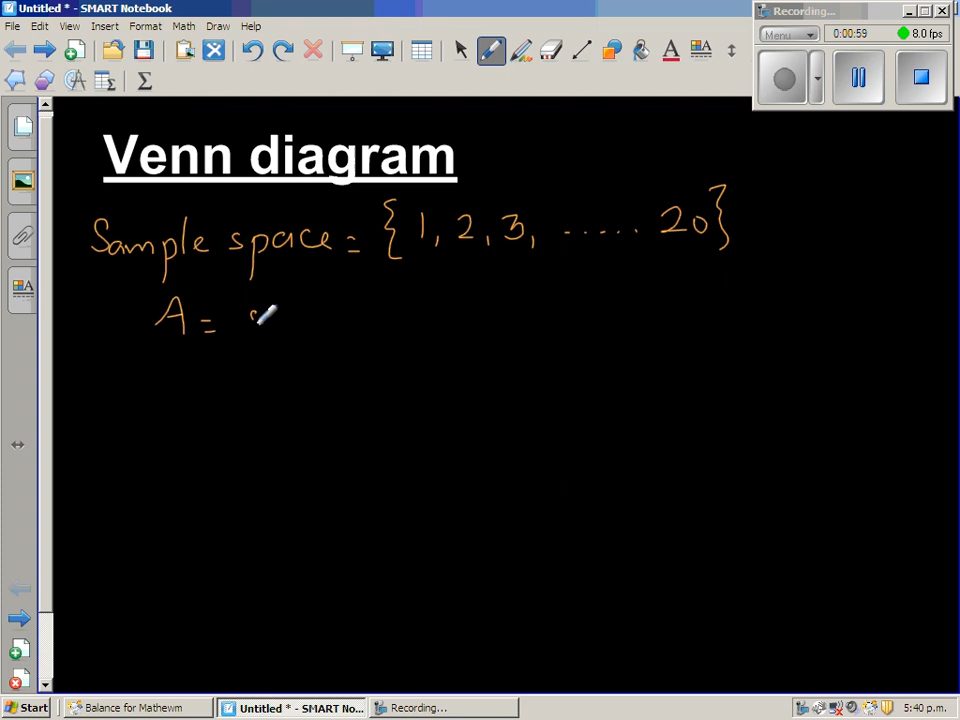 Untitled * - SMART Notebook
Recording...
File Edit View Insert Format Math Draw Help
Menu 0:00:59 8.0 fps
Venn diagram
Sample space = { 1, 2, 3, ..... 20}
A =
Start Balance for Mathewm Untitled * - SMART No... Recording... 5:40 p.m.